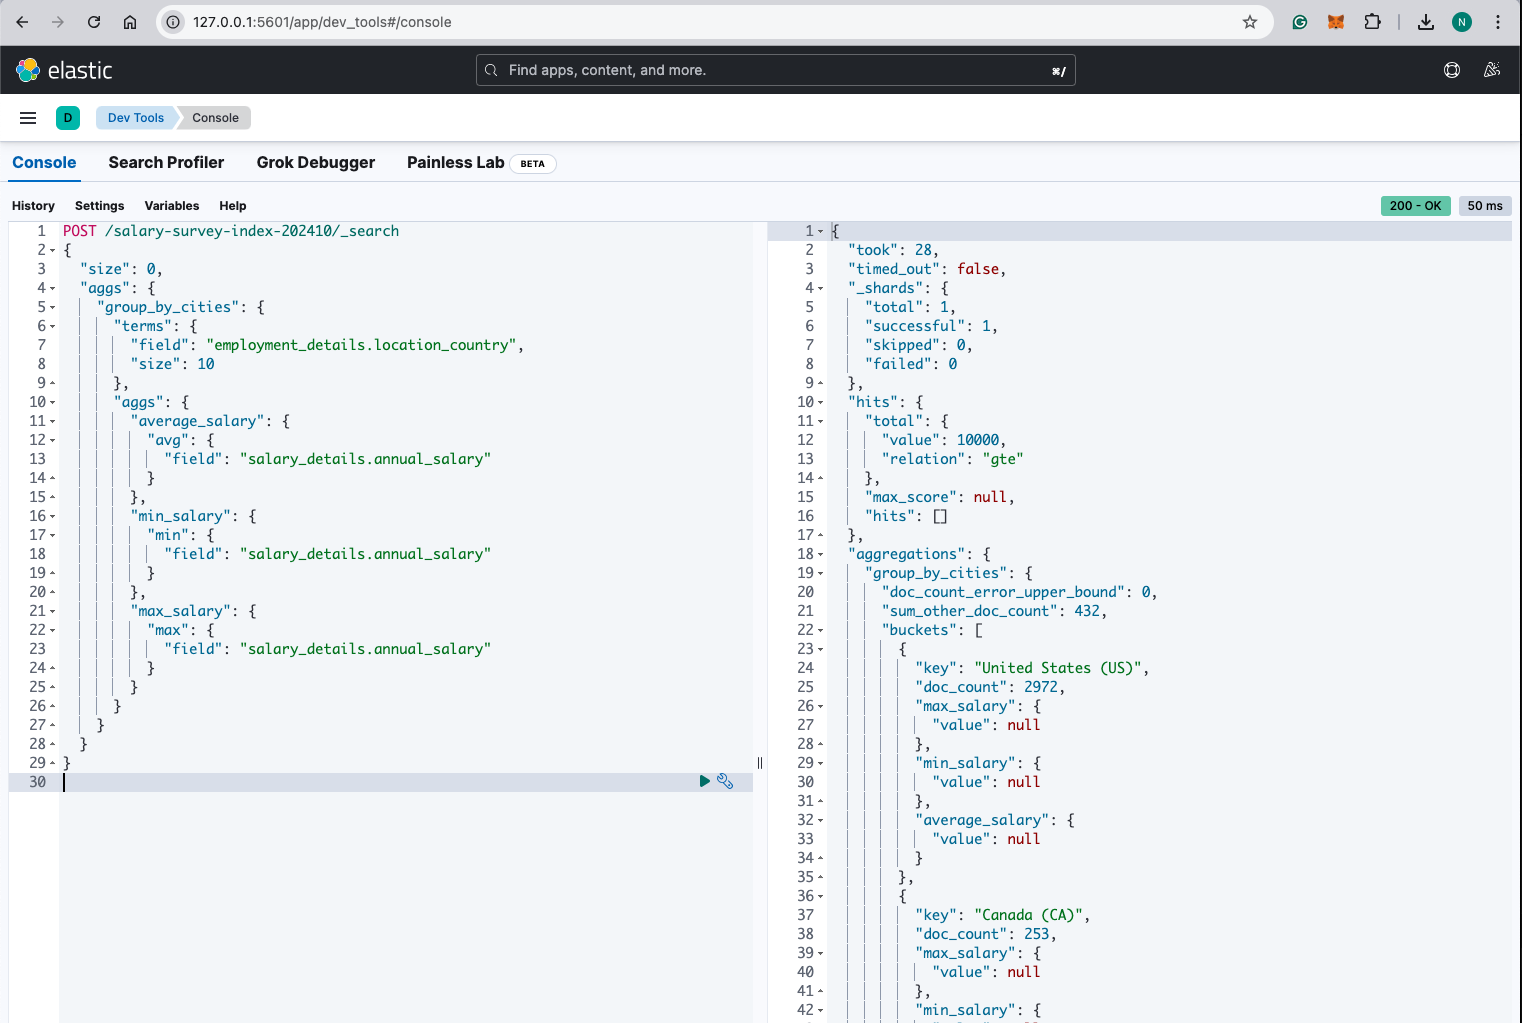 127.0.0.1:5601/app/dev_tools#/console
N
elastic
Find apps, content, and more.
⌘/
D
Dev Tools
Console
Console
Search Profiler
Grok Debugger
Painless Lab
BETA
History
Settings
Variables
Help
200 - OK
50 ms
1 POST /salary-survey-index-202410/_search
2 {
3 "size": 0,
4 "aggs": {
5 "group_by_cities": {
6 "terms": {
7 "field": "employment_details.location_country",
8 "size": 10
9 },
10 "aggs": {
11 "average_salary": {
12 "avg": {
13 "field": "salary_details.annual_salary"
14 }
15 },
16 "min_salary": {
17 "min": {
18 "field": "salary_details.annual_salary"
19 }
20 },
21 "max_salary": {
22 "max": {
23 "field": "salary_details.annual_salary"
24 }
25 }
26 }
27 }
28 }
29 }
30
1 {
2 "took": 28,
3 "timed_out": false,
4 "_shards": {
5 "total": 1,
6 "successful": 1,
7 "skipped": 0,
8 "failed": 0
9 },
10 "hits": {
11 "total": {
12 "value": 10000,
13 "relation": "gte"
14 },
15 "max_score": null,
16 "hits": []
17 },
18 "aggregations": {
19 "group_by_cities": {
20 "doc_count_error_upper_bound": 0,
21 "sum_other_doc_count": 432,
22 "buckets": [
23 {
24 "key": "United States (US)",
25 "doc_count": 2972,
26 "max_salary": {
27 "value": null
28 },
29 "min_salary": {
30 "value": null
31 },
32 "average_salary": {
33 "value": null
34 }
35 },
36 {
37 "key": "Canada (CA)",
38 "doc_count": 253,
39 "max_salary": {
40 "value": null
41 },
42 "min_salary": {